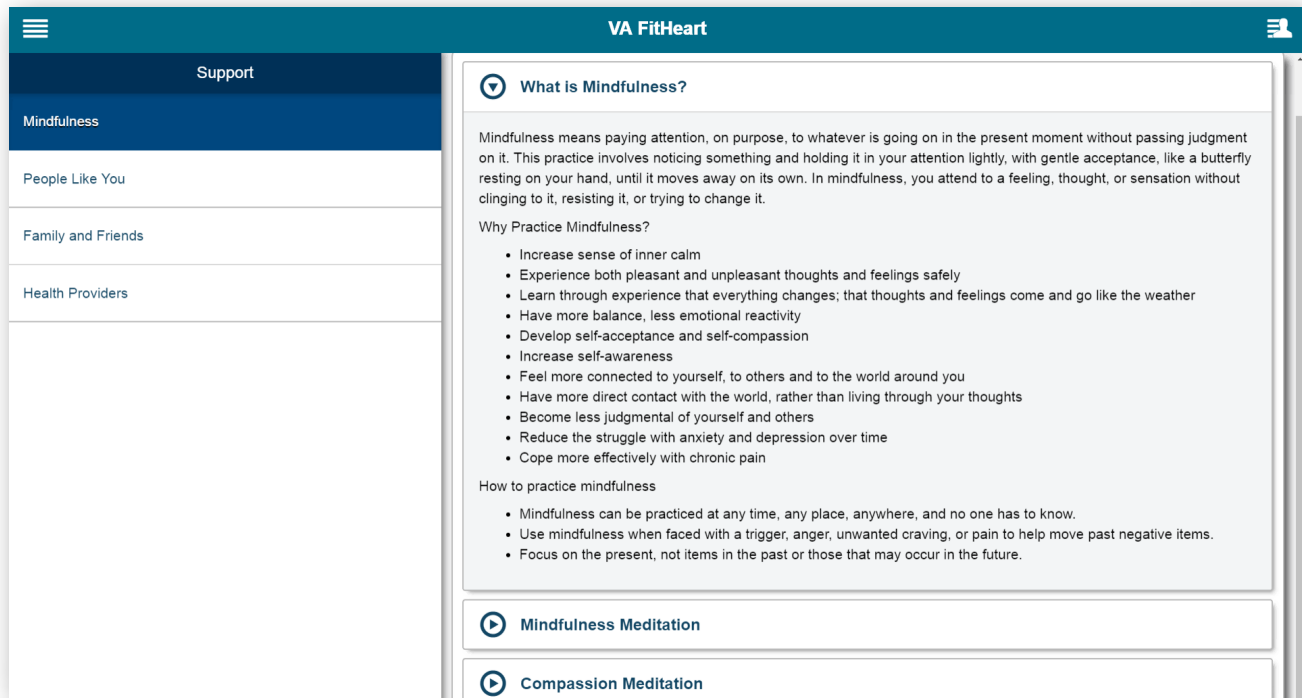 VA FitHeart
Support
Mindfulness
People Like You
Family and Friends
Health Providers
What is Mindfulness?
Mindfulness means paying attention, on purpose, to whatever is going on in the present moment without passing judgment
on it. This practice involves noticing something and holding it in your attention lightly, with gentle acceptance, like a butterfly
resting on your hand, until it moves away on its own. In mindfulness, you attend to a feeling, thought, or sensation without
clinging to it, resisting it, or trying to change it.
Why Practice Mindfulness?
• Increase sense of inner calm
• Experience both pleasant and unpleasant thoughts and feelings safely
• Learn through experience that everything changes; that thoughts and feelings come and go like the weather
• Have more balance, less emotional reactivity
• Develop self-acceptance and self-compassion
• Increase self-awareness
• Feel more connected to yourself, to others and to the world around you
• Have more direct contact with the world, rather than living through your thoughts
• Become less judgmental of yourself and others
• Reduce the struggle with anxiety and depression over time
• Cope more effectively with chronic pain
How to practice mindfulness
• Mindfulness can be practiced at any time, any place, anywhere, and no one has to know.
• Use mindfulness when faced with a trigger, anger, unwanted craving, or pain to help move past negative items.
• Focus on the present, not items in the past or those that may occur in the future.
Mindfulness Meditation
Compassion Meditation